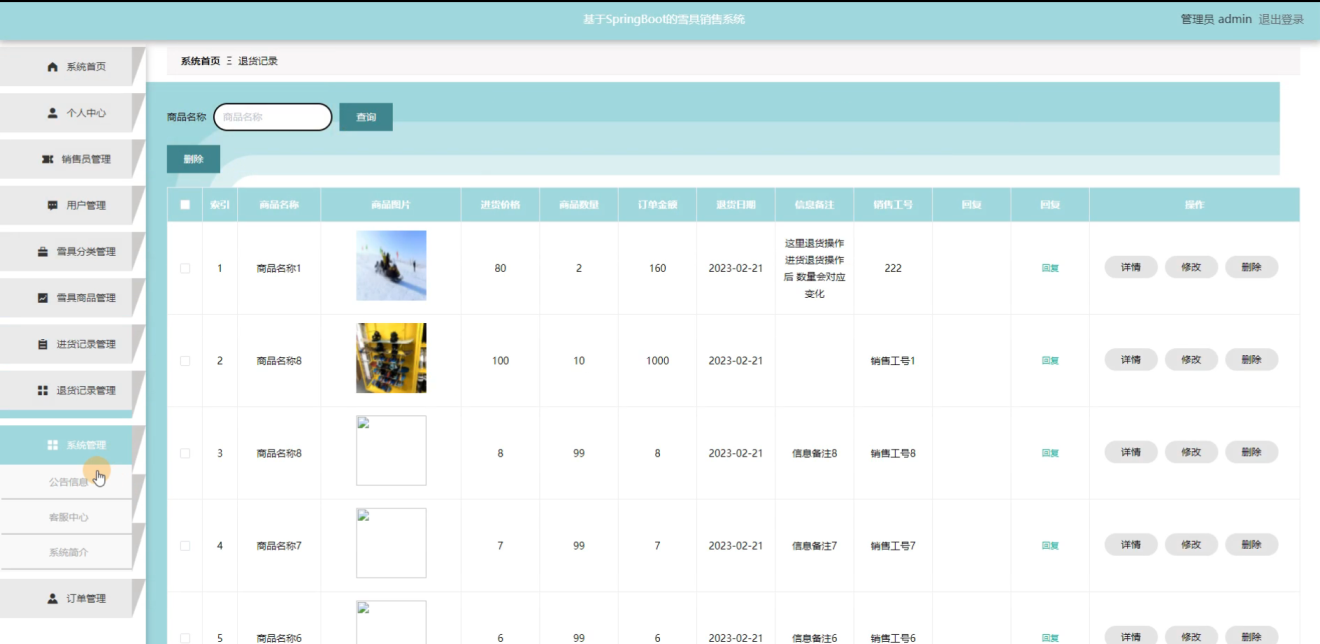 基于SpringBoot的雪具销售系统
管理员 admin 退出登录
系统首页
个人中心
销售员管理
用户管理
雪具分类管理
雪具商品管理
进货记录管理
退货记录管理
系统管理
公告信息
客服中心
系统简介
订单管理
系统首页 Ξ 退货记录
商品名称 商品名称 查询
删除
索引 商品名称 商品图片 进货价格 商品数量 订单金额 退货日期 信息备注 销售工号 回复 回复 操作
1 商品名称1 80 2 160 2023-02-21 这里退货操作
进货退货操作
后 数量会对应
变化 222 回复 详情 修改 删除
2 商品名称8 100 10 1000 2023-02-21 销售工号1 回复 详情 修改 删除
3 商品名称8 8 99 8 2023-02-21 信息备注8 销售工号8 回复 详情 修改 删除
4 商品名称7 7 99 7 2023-02-21 信息备注7 销售工号7 回复 详情 修改 删除
5 商品名称6 6 99 6 2023-02-21 信息备注6 销售工号6 回复 详情 修改 删除